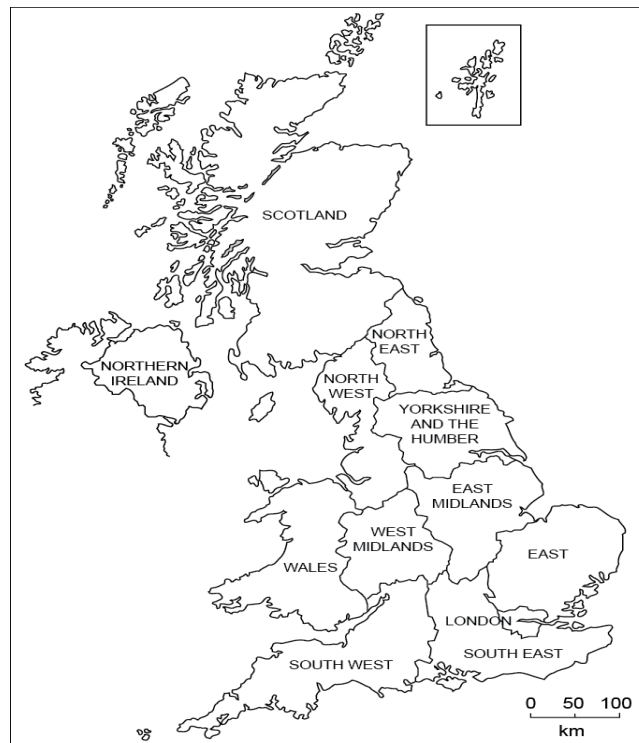 SCOTLAND
NORTH
EAST
NORTHERN
IRELAND
NORTH
WEST
YORKSHIRE
AND THE
HUMBER
EAST
MIDLANDS
WEST
MIDLANDS
EAST
WALES
LONDON
SOUTH EAST
SOUTH WEST
0 50 100
km